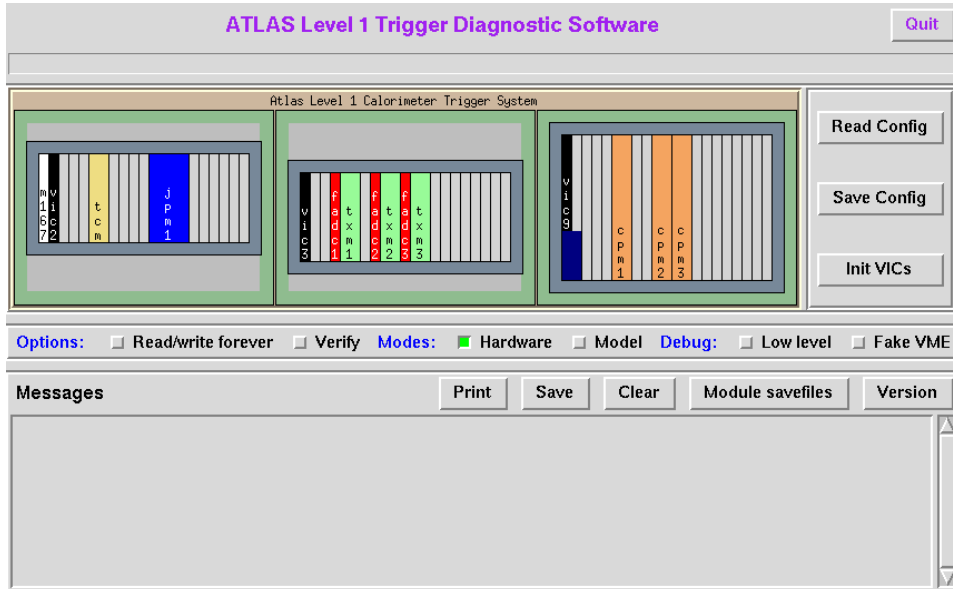 ATLAS Level 1 Trigger Diagnostic Software
Quit
Atlas Level 1 Calorimeter Trigger System
m167
vic2
tcm
jpm1
vic3
fadc1
txm1
fadc2
txm2
fadc3
txm3
vic9
cpm1
cpm2
cpm3
Read Config
Save Config
Init VICs
Options: Read/write forever Verify Modes: Hardware Model Debug: Low level Fake VME
Messages Print Save Clear Module savefiles Version